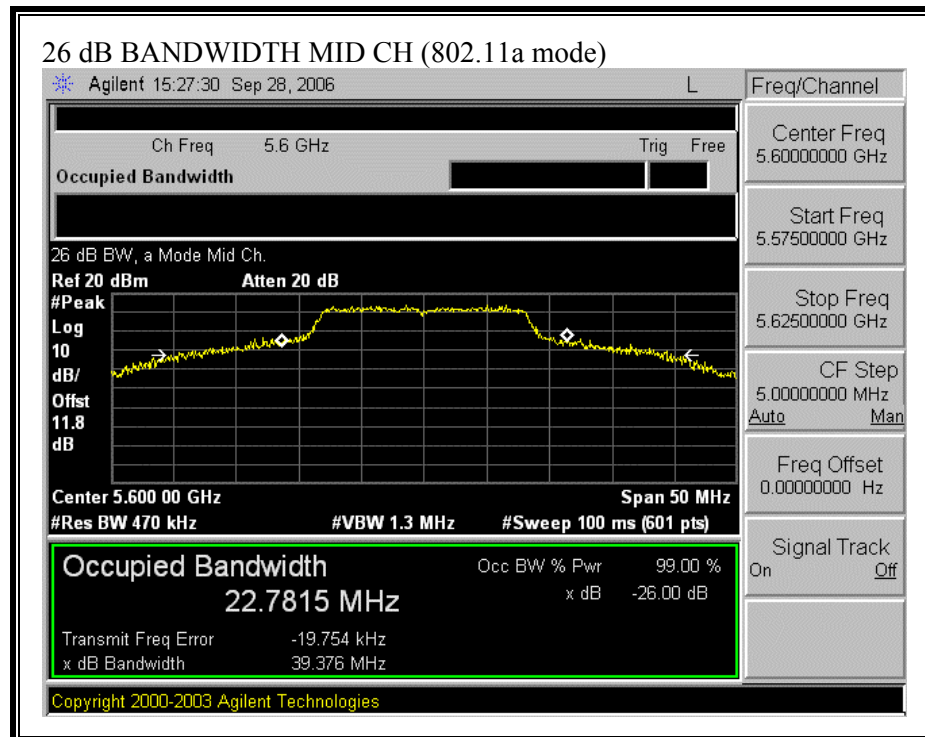 26 dB BANDWIDTH MID CH (802.11a mode)
Agilent 15:27:30 Sep 28, 2006 L
Freq/Channel
Ch Freq 5.6 GHz Trig Free
Occupied Bandwidth
Center Freq
5.60000000 GHz
Start Freq
5.57500000 GHz
Stop Freq
5.62500000 GHz
CF Step
5.00000000 MHz
Auto Man
Freq Offset
0.00000000 Hz
Signal Track
On Off
26 dB BW, a Mode Mid Ch.
Ref 20 dBm Atten 20 dB
#Peak
Log
10
dB/
Offst
11.8
dB
Center 5.600 00 GHz Span 50 MHz
#Res BW 470 kHz #VBW 1.3 MHz #Sweep 100 ms (601 pts)
Occupied Bandwidth
22.7815 MHz
Occ BW % Pwr 99.00 %
x dB -26.00 dB
Transmit Freq Error -19.754 kHz
x dB Bandwidth 39.376 MHz
Copyright 2000-2003 Agilent Technologies